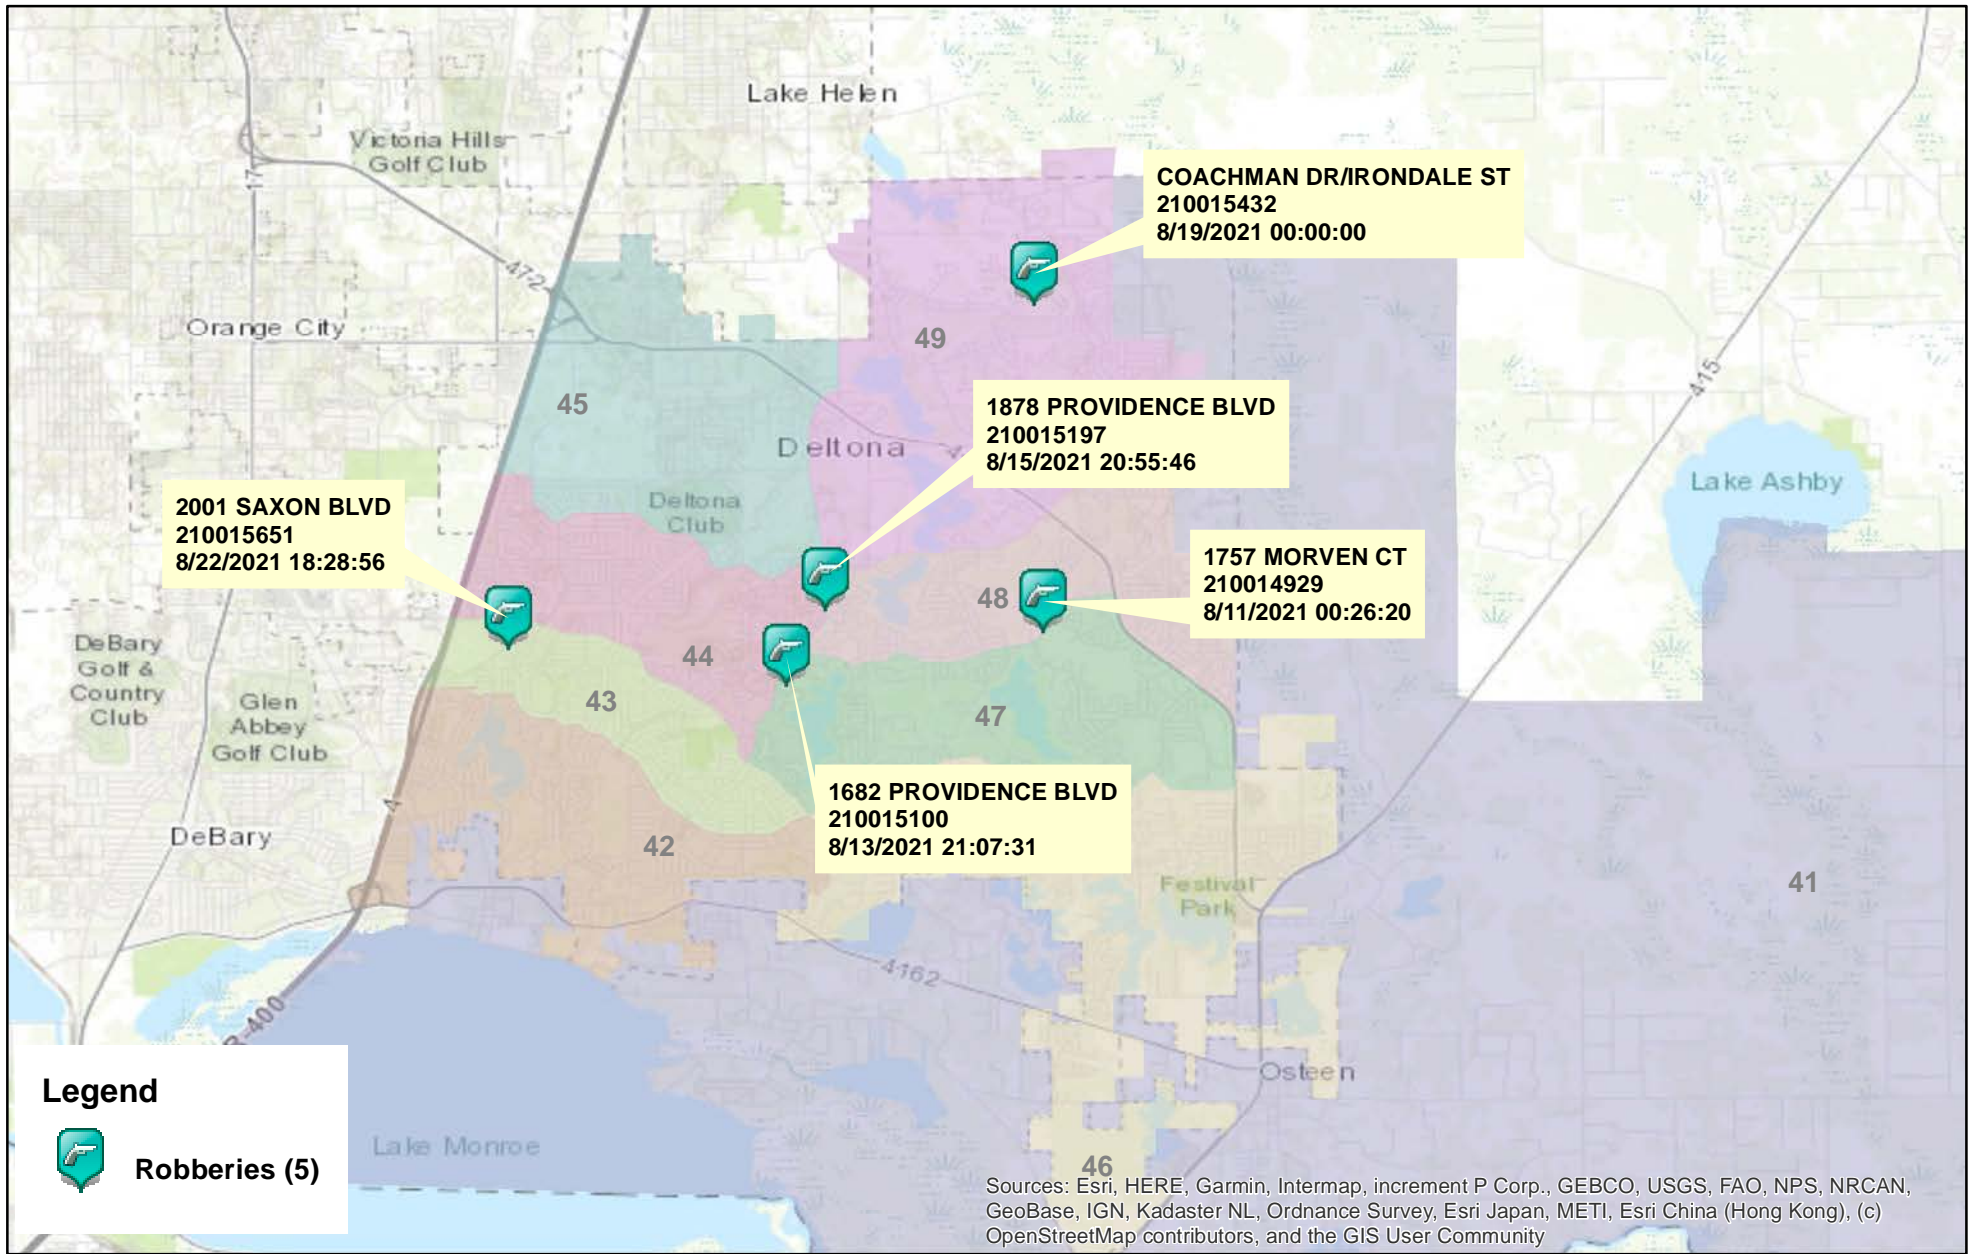 Lake Helen
Victoria Hills
Golf Club
17
472
Orange City
COACHMAN DR/IRONDALE ST
210015432
8/19/2021 00:00:00
49
415
45
1878 PROVIDENCE BLVD
210015197
8/15/2021 20:55:46
Deltona
Deltona
Club
Lake Ashby
2001 SAXON BLVD
210015651
8/22/2021 18:28:56
1757 MORVEN CT
210014929
8/11/2021 00:26:20
48
44
DeBary
Golf &
Country
Club
Glen
Abbey
Golf Club
43
47
1682 PROVIDENCE BLVD
210015100
8/13/2021 21:07:31
DeBary
42
Festival
Park
41
4162
Osteen
Legend
Robberies (5)
Lake Monroe
46
Sources: Esri, HERE, Garmin, Intermap, increment P Corp., GEBCO, USGS, FAO, NPS, NRCAN,
GeoBase, IGN, Kadaster NL, Ordnance Survey, Esri Japan, METI, Esri China (Hong Kong), (c)
OpenStreetMap contributors, and the GIS User Community